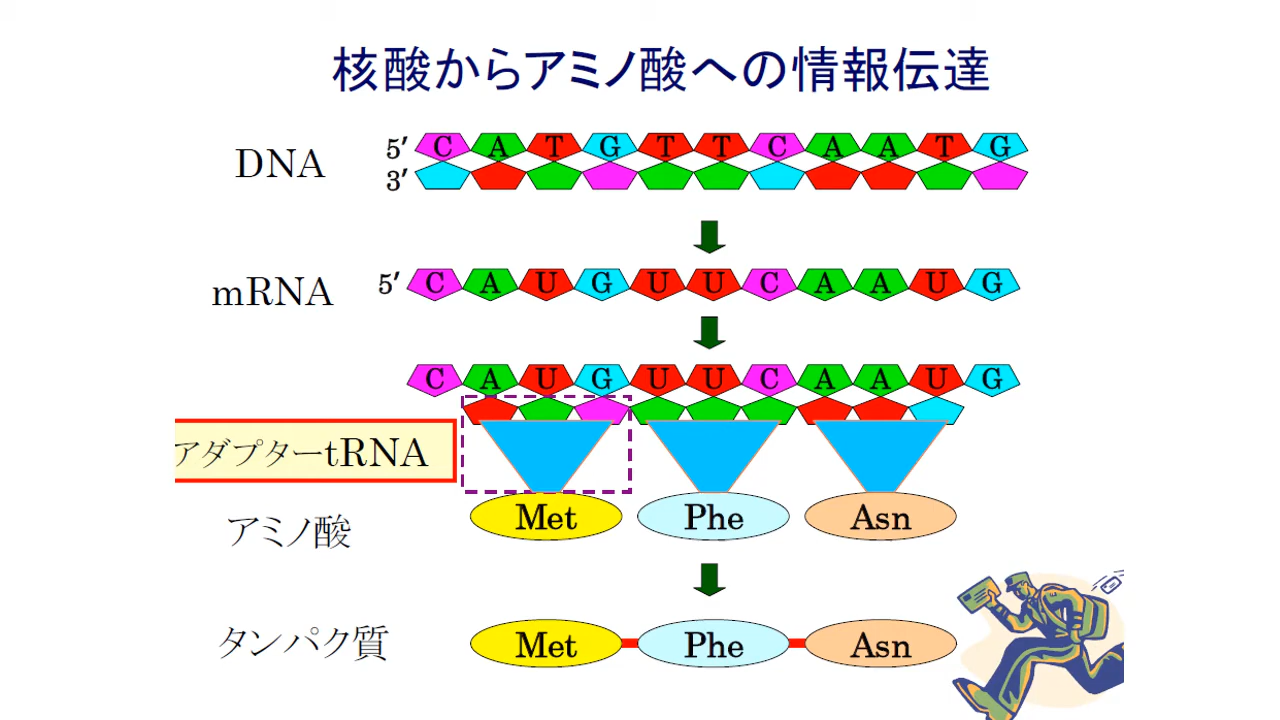 核酸からアミノ酸への情報伝達
DNA
5′ C A T G T T C A A T G
3′
mRNA
5′ C A U G U U C A A U G
C A U G U U C A A U G
アダプターtRNA
アミノ酸
Met Phe Asn
タンパク質
Met Phe Asn